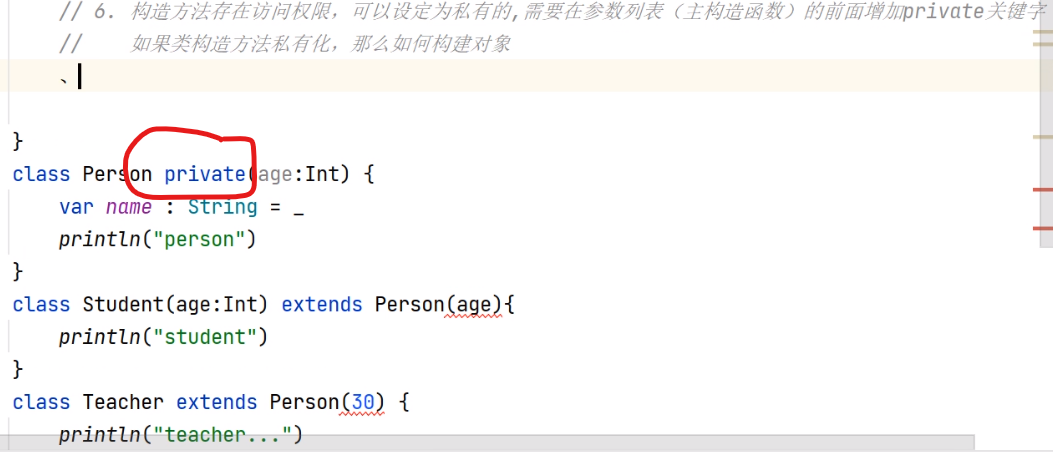 // 6. 构造方法存在访问权限，可以设定为私有的,需要在参数列表（主构造函数）的前面增加private关键字
// 如果类构造方法私有化，那么如何构建对象
、
}
class Person private(age:Int) {
var name : String = _
println("person")
}
class Student(age:Int) extends Person(age){
println("student")
}
class Teacher extends Person(30) {
println("teacher...")